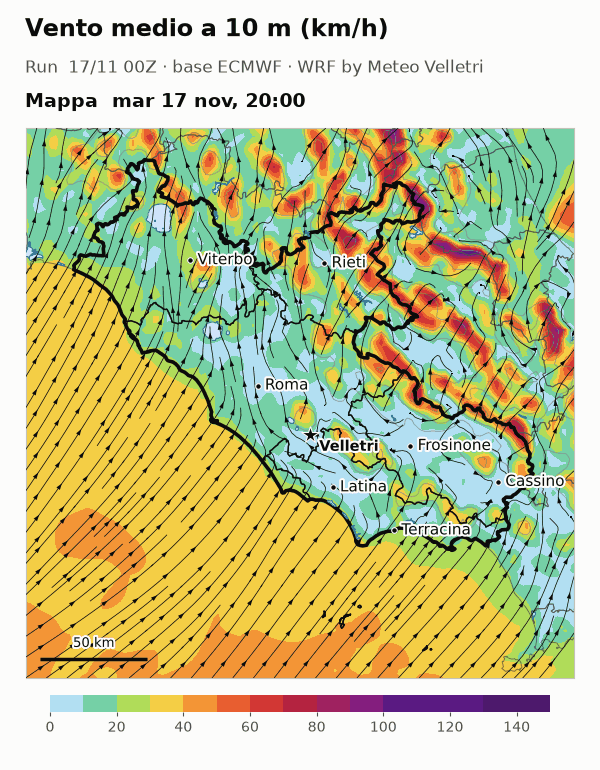 Vento medio a 10 m (km/h)
Run 17/11 00Z · base ECMWF · WRF by Meteo Velletri
Mappa mar 17 nov, 20:00
Viterbo
Rieti
Roma
Velletri
Frosinone
Latina
Cassino
Terracina
50 km
0 20 40 60 80 100 120 140